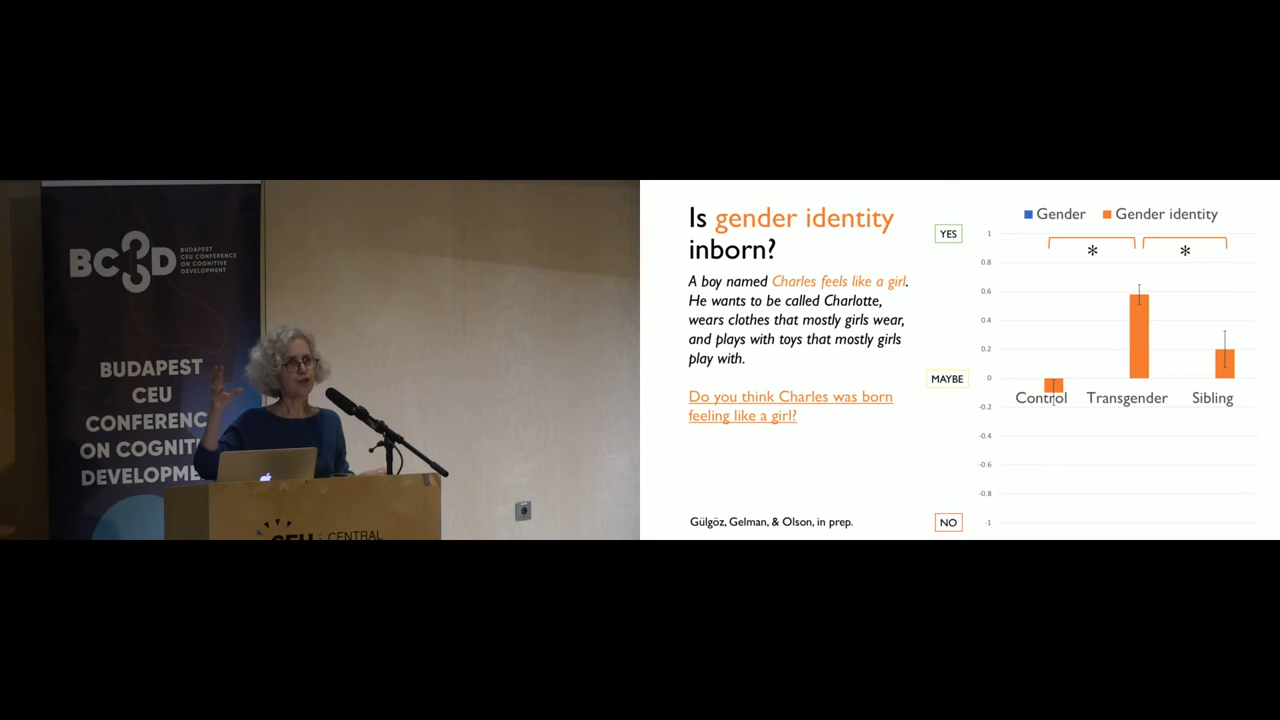 BC3D
BUDAPEST
CEU CONFERENCE
ON COGNITIVE
DEVELOPMENT
BUDAPEST
CEU
CONFERENC
ON COGNITI
DEVELOPME
CEU
CENTRAL
Is gender identity
inborn?
A boy named Charles feels like a girl.
He wants to be called Charlotte,
wears clothes that mostly girls wear,
and plays with toys that mostly girls
play with.
Do you think Charles was born
feeling like a girl?
Gülgöz, Gelman, & Olson, in prep.
YES
MAYBE
NO
Gender
Gender identity
1
0.8
0.6
0.4
0.2
0
-0.2
-0.4
-0.6
-0.8
-1
*
*
Control
Transgender
Sibling